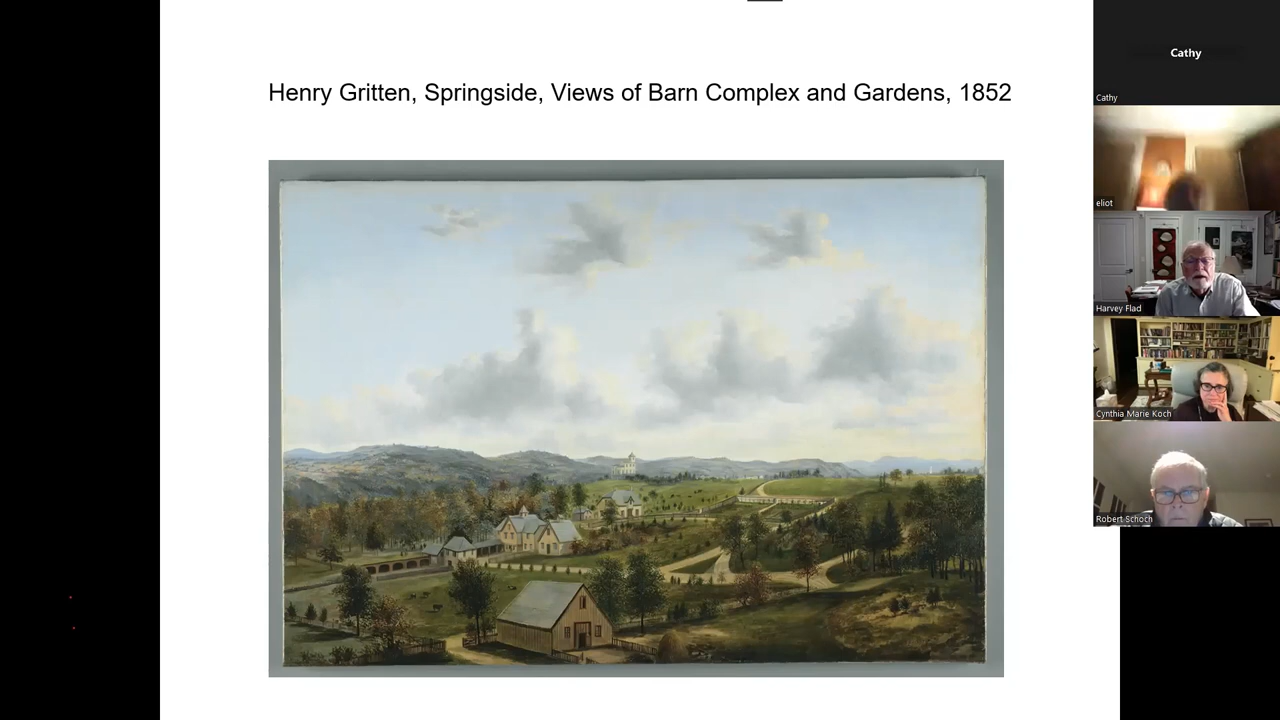 Henry Gritten, Springside, Views of Barn Complex and Gardens, 1852
Cathy
Cathy
eliot
Harvey Flad
Cynthia Marie Koch
Robert Schoch